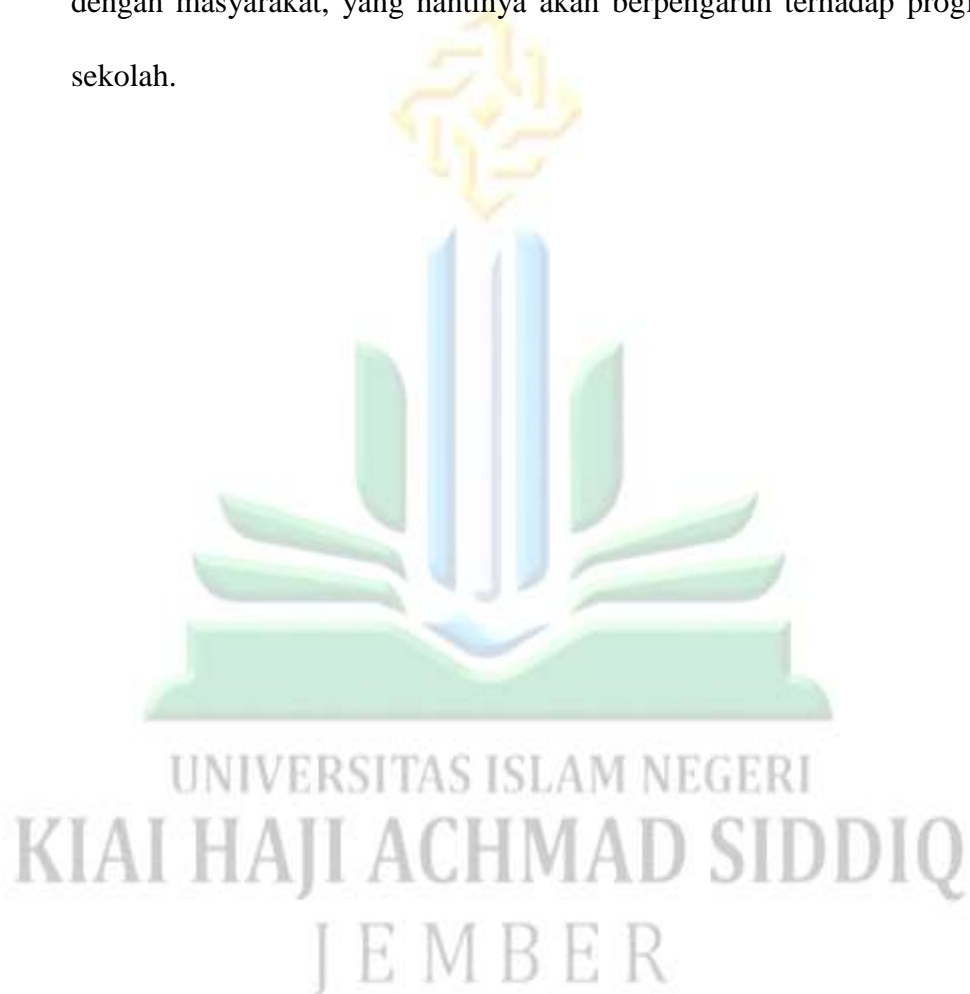 dengan masyarakat, yang nantinya akan berpengaruh terhadap
sekolah.
UNIVERSITAS ISLAM NEGERI
KIAI HAJI ACHMAD SIDDIQ
JEMBER